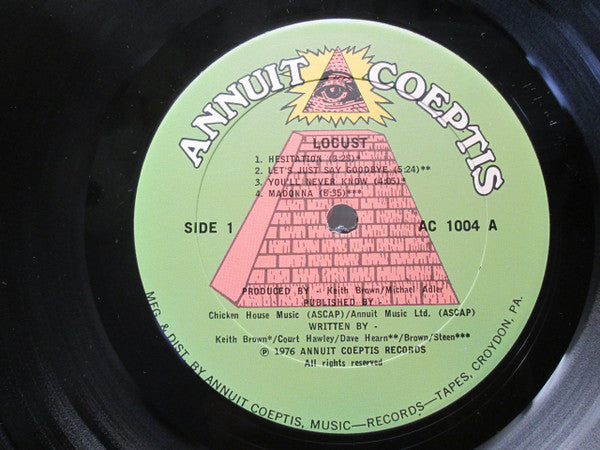 ANNUIT COEPTIS
LOCUST
1. HESITATION (3:23)*
2. LET'S JUST SAY GOODBYE (5:24)**
3. YOU'LL NEVER KNOW (4:05)*
4. MADONNA (8:35)***
SIDE 1
AC 1004 A
PRODUCED BY - Keith Brown/Michael Adler
PUBLISHED BY -
Chicken House Music (ASCAP)/Annuit Music Ltd. (ASCAP)
WRITTEN BY -
Keith Brown*/Court Hawley/Dave Hearn**/Brown/Steen***
℗ 1976 ANNUIT COEPTIS RECORDS
All rights reserved
MFG. & DIST. BY ANNUIT COEPTIS, MUSIC—RECORDS—TAPES, CROYDON, PA.